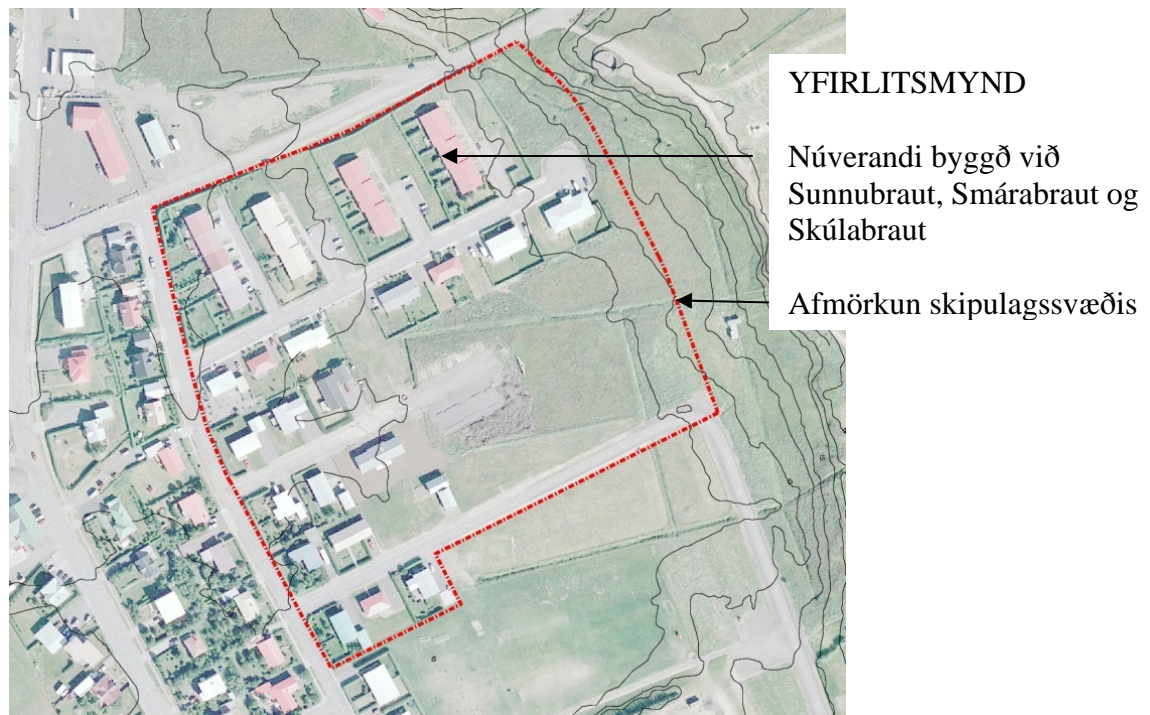 YFIRLITSMYND
Núverandi byggð við
Sunnubraut, Smárabraut og
Skúlabraut
Afmörkun skipulagssvæðis